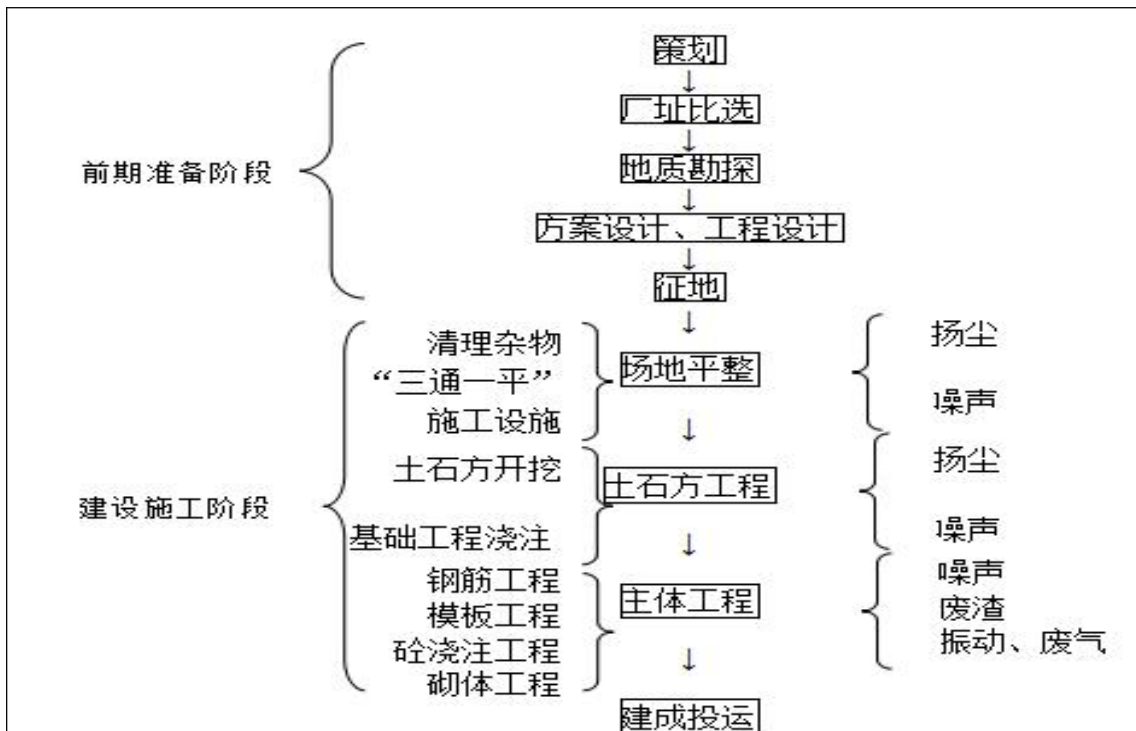 策划
↓
厂址比选
↓
前期准备阶段
地质勘探
↓
方案设计、工程设计
↓
征地
↓
清理杂物
“三通一平”
施工设施
场地平整
扬尘
噪声
↓
建设施工阶段
土石方开挖
基础工程浇注
土石方工程
扬尘
噪声
↓
钢筋工程
模板工程
砼浇注工程
砌体工程
主体工程
噪声
废渣
振动、废气
↓
建成投运